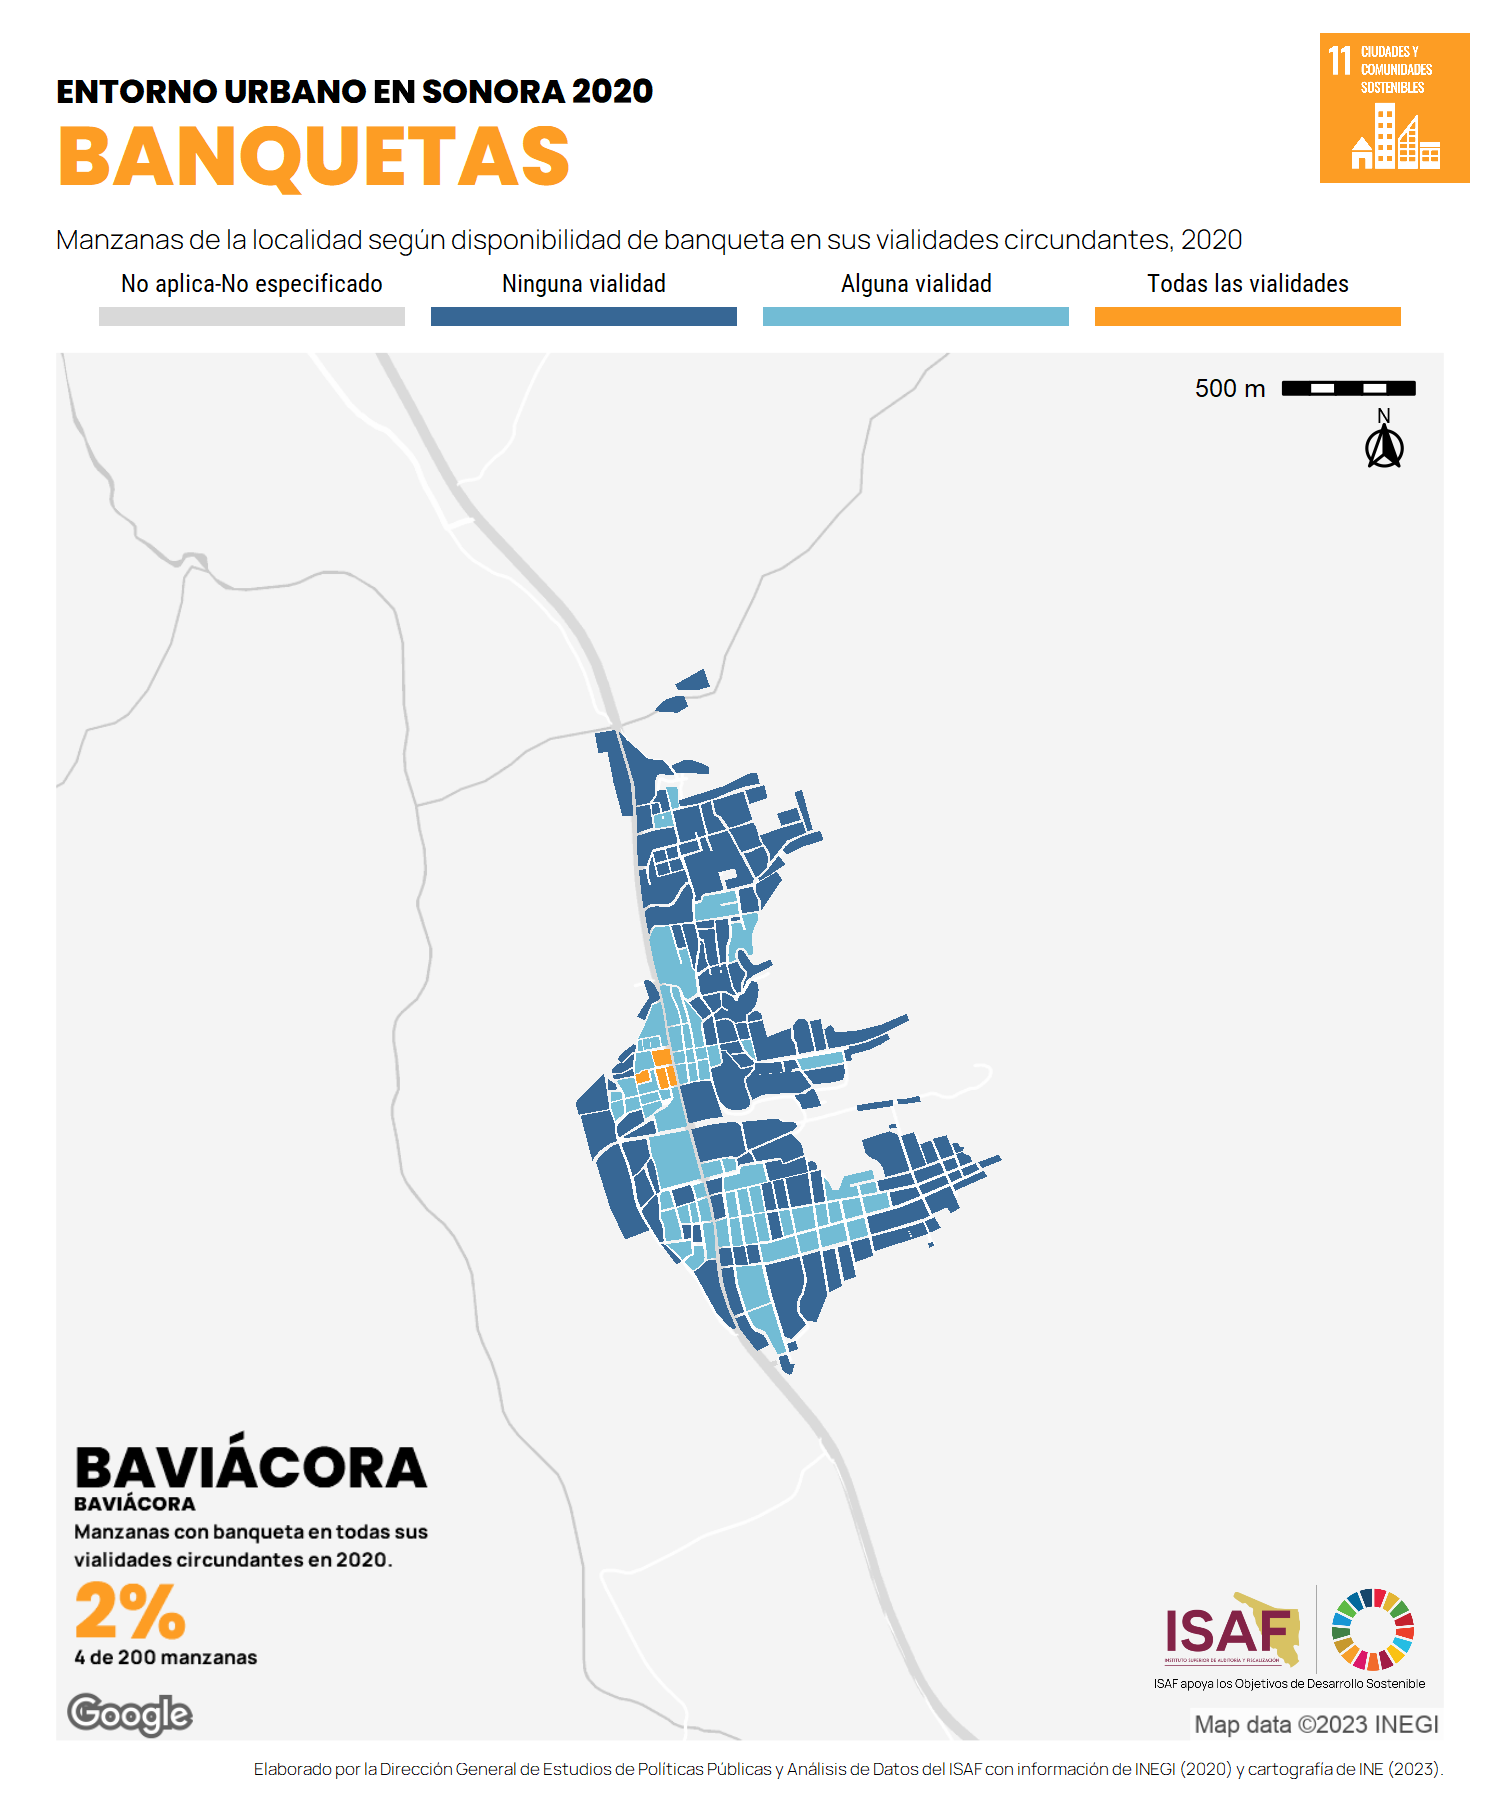 ENTORNO URBANO EN SONORA 2020
BANQUETAS
11 CIUDADES Y
COMUNIDADES
SOSTENIBLES
Manzanas de la localidad según disponibilidad de banqueta en sus vialidades circundantes, 2020
No aplica-No especificado Ninguna vialidad Alguna vialidad Todas las vialidades
500 m
N
BAVIÁCORA
BAVIÁCORA
Manzanas con banqueta en todas sus
vialidades circundantes en 2020.
2%
4 de 200 manzanas
Google
ISAF
INSTITUTO SUPERIOR DE AUDITORÍA Y FISCALIZACIÓN
ISAF apoya los Objetivos de Desarrollo Sostenible
Map data ©2023 INEGI
Elaborado por la Dirección General de Estudios de Políticas Públicas y Análisis de Datos del ISAF con información de INEGI (2020) y cartografía de INE (2023).